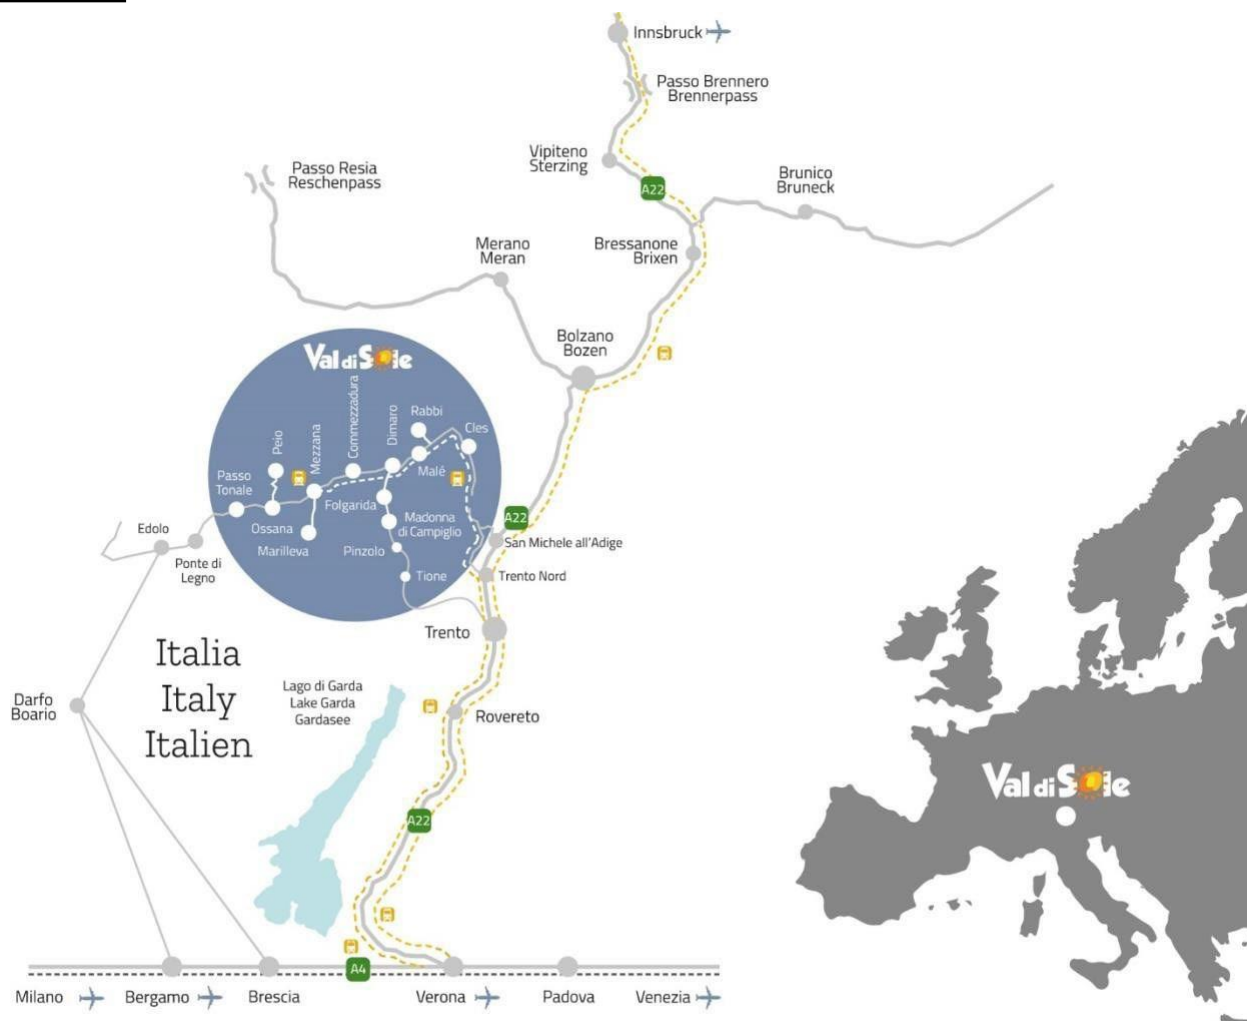 Innsbruck
Passo Brennero
Brennerpass
Vipiteno
Sterzing
A22
Passo Resia
Reschenpass
Brunico
Bruneck
Merano
Meran
Bressanone
Brixen
Bolzano
Bozen
Val di Sole
Commezzadura
Dimaro
Rabbi
Cles
Peio
Mezzana
Malé
Passo
Tonale
Folgarida
Ossana
Madonna
di Campiglio
Marilleva
Pinzolo
Tione
Edolo
Ponte di
Legno
A22
San Michele all'Adige
Trento Nord
Trento
Italia
Italy
Italien
Lago di Garda
Lake Garda
Gardasee
Darfo
Boario
Rovereto
A22
Val di Sole
A4
Milano
Bergamo
Brescia
Verona
Padova
Venezia